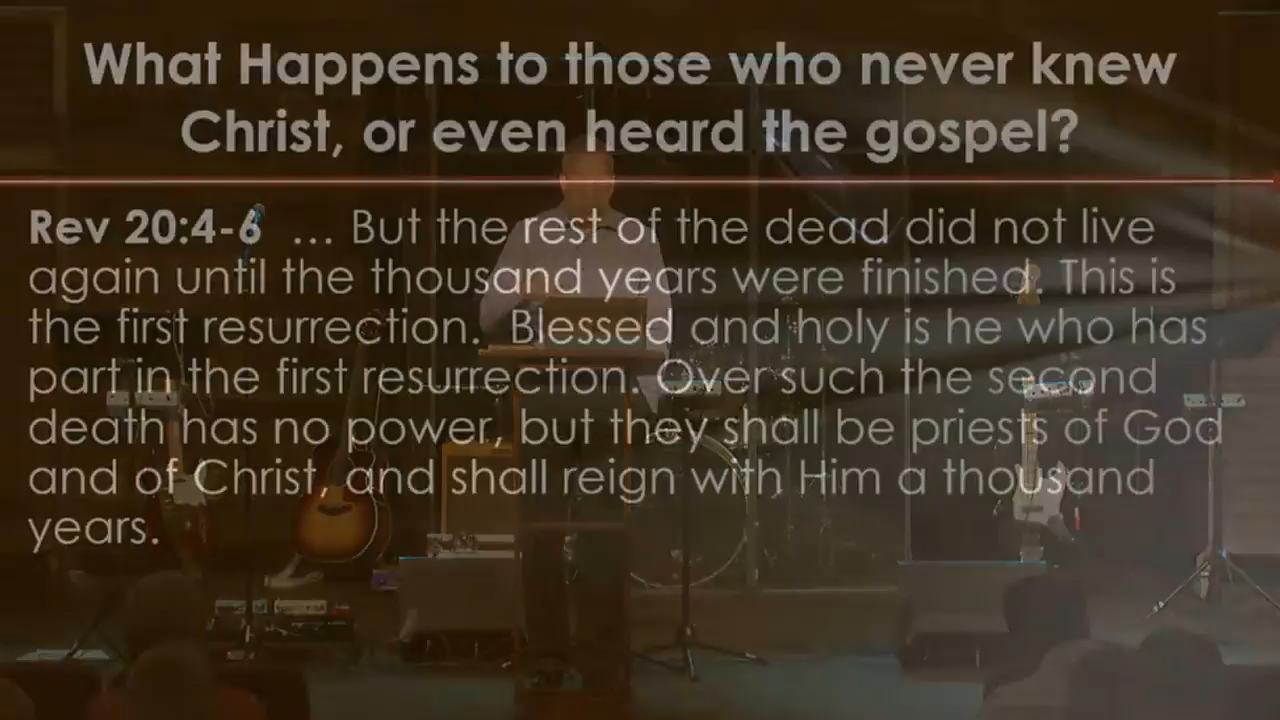 What Happens to those who never knew
Christ, or even heard the gospel?
Rev 20:4-6 ... But the rest of the dead did not live
again until the thousand years were finished. This is
the first resurrection. Blessed and holy is he who has
part in the first resurrection. Over such the second
death has no power, but they shall be priests of God
and of Christ, and shall reign with Him a thousand
years.